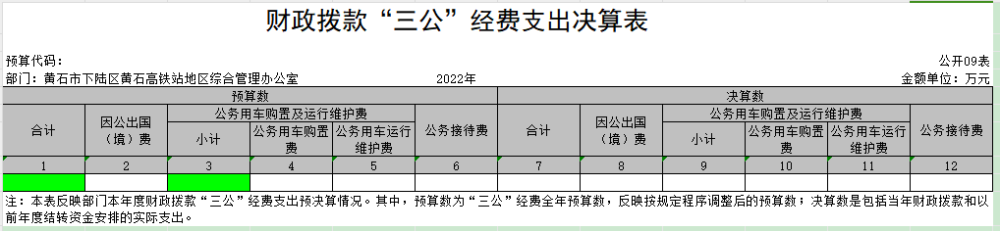 财政拨款“三公”经费支出决算表
预算代码： 公开09表
部门：黄石市下陆区黄石高铁站地区综合管理办公室 2022年 金额单位：万元
预算数 决算数
合计 因公出国（境）费 公务用车购置及运行维护费 公务接待费 合计 因公出国（境）费 公务用车购置及运行维护费 公务接待费
小计 公务用车购置费 公务用车运行维护费 小计 公务用车购置费 公务用车运行维护费
1 2 3 4 5 6 7 8 9 10 11 12
注：本表反映部门本年度财政拨款“三公”经费支出预决算情况。其中，预算数为“三公”经费全年预算数，反映按规定程序调整后的预算数；决算数是包括当年财政拨款和以
前年度结转资金安排的实际支出。